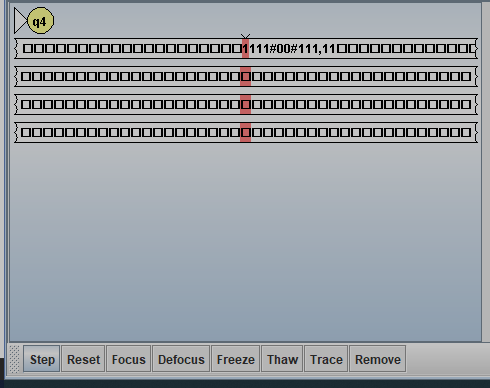 q4
1111#00#111,11
Step Reset Focus Defocus Freeze Thaw Trace Remove